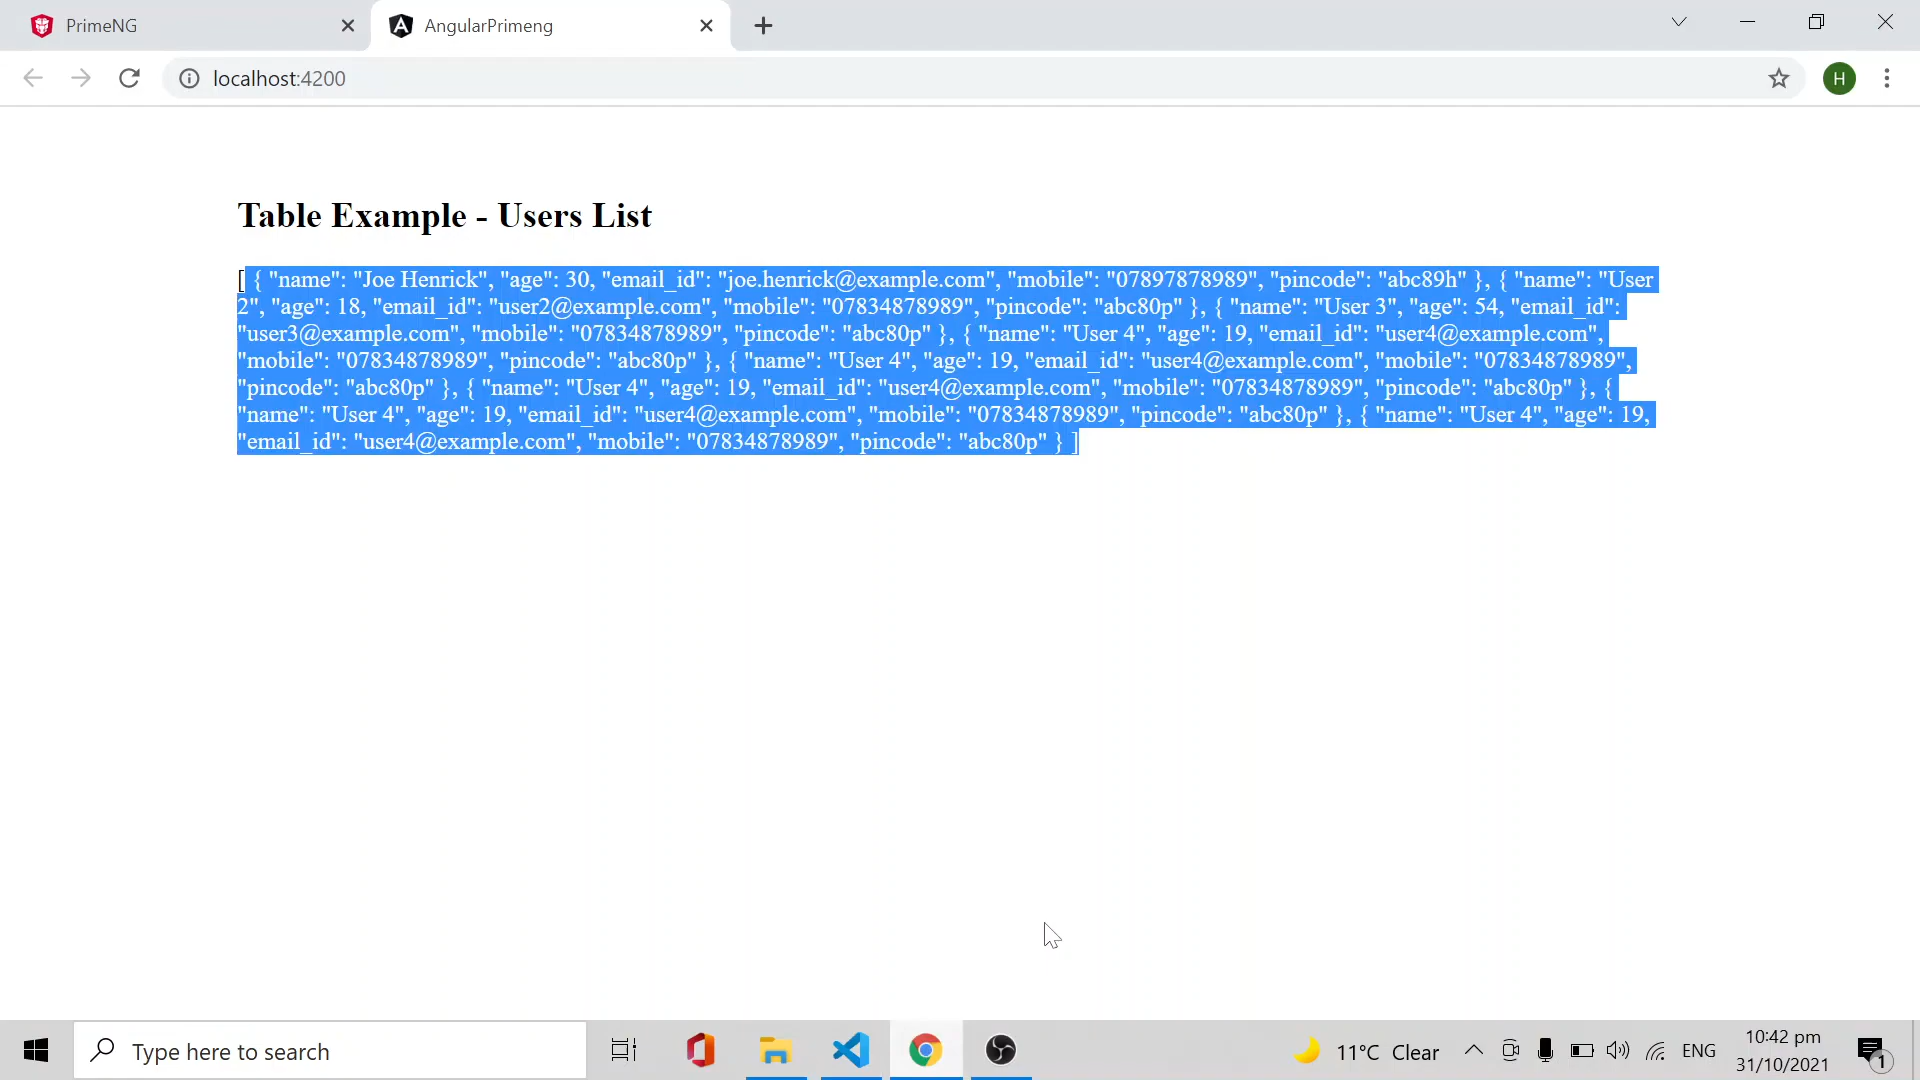 PrimeNG
AngularPrimeng
localhost:4200
H
Table Example - Users List
[ { "name": "Joe Henrick", "age": 30, "email_id": "joe.henrick@example.com", "mobile": "07897878989", "pincode": "abc89h" }, { "name": "User
2", "age": 18, "email_id": "user2@example.com", "mobile": "07834878989", "pincode": "abc80p" }, { "name": "User 3", "age": 54, "email_id":
"user3@example.com", "mobile": "07834878989", "pincode": "abc80p" }, { "name": "User 4", "age": 19, "email_id": "user4@example.com",
"mobile": "07834878989", "pincode": "abc80p" }, { "name": "User 4", "age": 19, "email_id": "user4@example.com", "mobile": "07834878989",
"pincode": "abc80p" }, { "name": "User 4", "age": 19, "email_id": "user4@example.com", "mobile": "07834878989", "pincode": "abc80p" }, {
"name": "User 4", "age": 19, "email_id": "user4@example.com", "mobile": "07834878989", "pincode": "abc80p" }, { "name": "User 4", "age": 19,
"email_id": "user4@example.com", "mobile": "07834878989", "pincode": "abc80p" } ]
Type here to search
11°C Clear
ENG
10:42 pm
31/10/2021
1